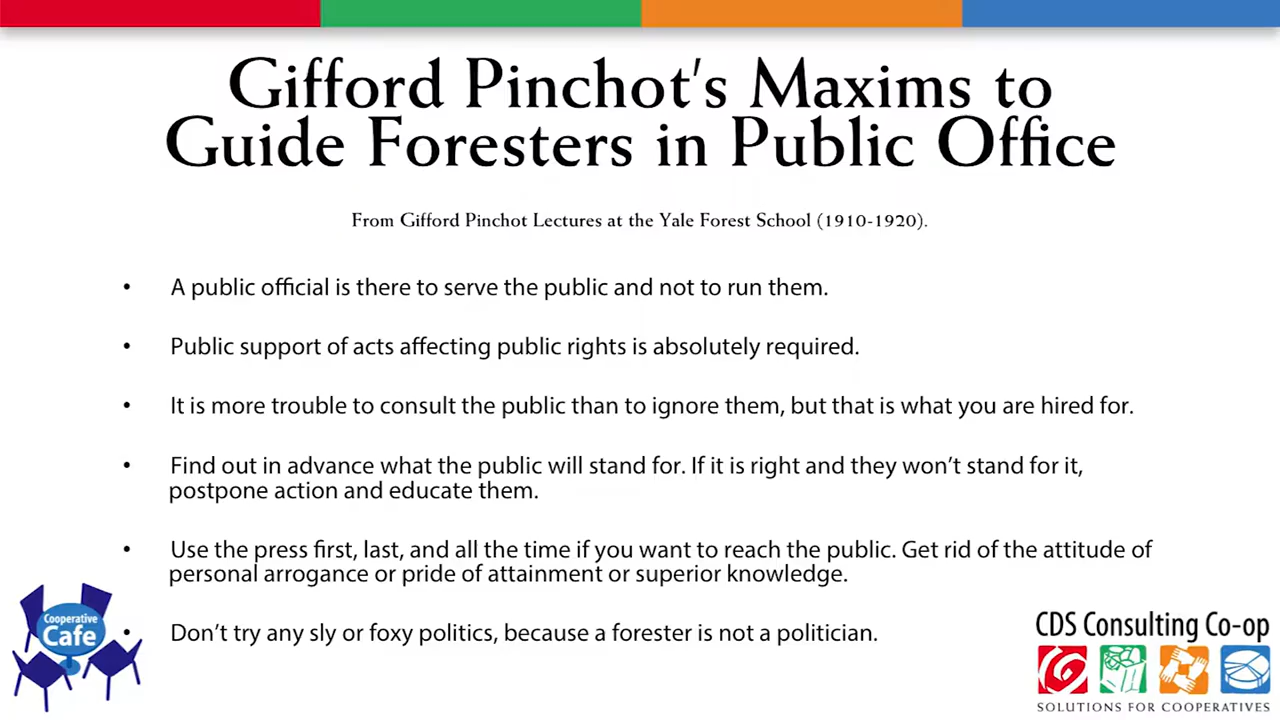 Gifford Pinchot's Maxims to
Guide Foresters in Public Office
From Gifford Pinchot Lectures at the Yale Forest School (1910-1920).
• A public official is there to serve the public and not to run them.
• Public support of acts affecting public rights is absolutely required.
• It is more trouble to consult the public than to ignore them, but that is what you are hired for.
• Find out in advance what the public will stand for. If it is right and they won’t stand for it,
postpone action and educate them.
• Use the press first, last, and all the time if you want to reach the public. Get rid of the attitude of
personal arrogance or pride of attainment or superior knowledge.
• Don’t try any sly or foxy politics, because a forester is not a politician.
Cooperative
Cafe
CDS Consulting Co-op
SOLUTIONS FOR COOPERATIVES